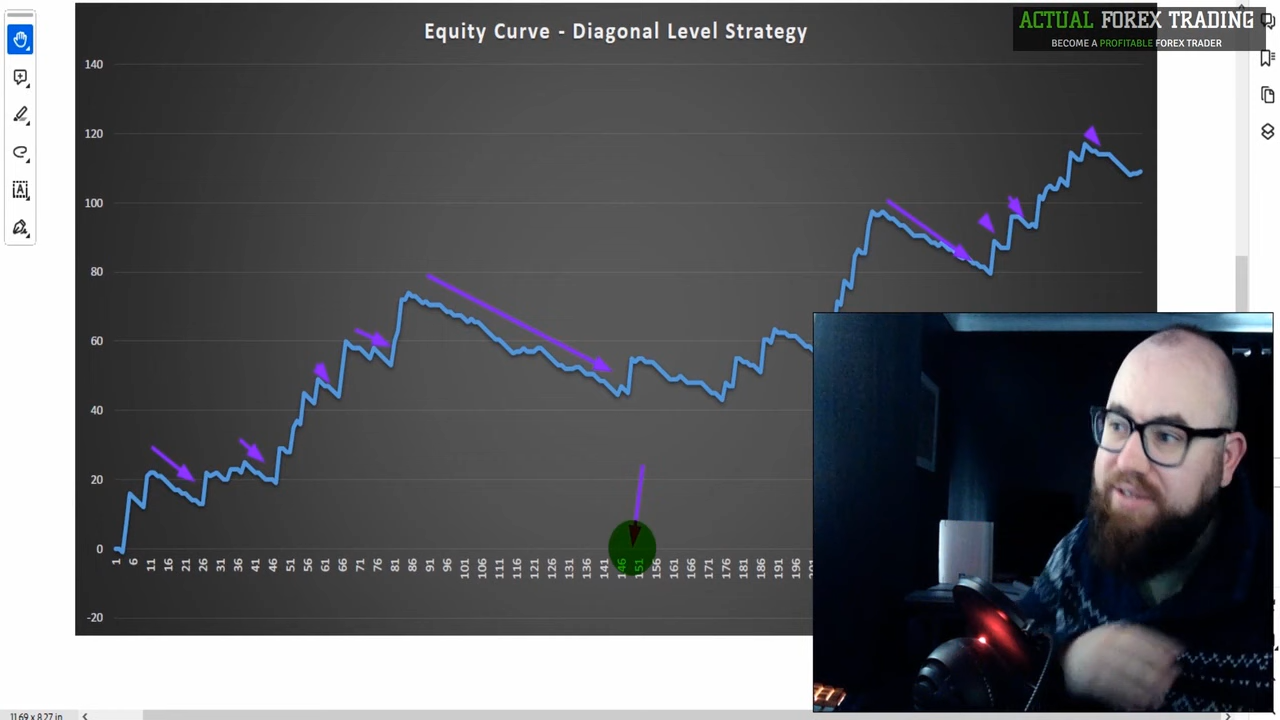 Equity Curve - Diagonal Level Strategy
ACTUAL FOREX TRADING
BECOME A PROFITABLE FOREX TRADER
140
120
100
80
60
40
20
0
-20
1 6 11 16 21 26 31 36 41 46 51 56 61 66 71 76 81 86 91 96 101 106 111 116 121 126 131 136 141 146 151 156 161 166 171 176 181 186 191 196
11.69 x 8.27 in